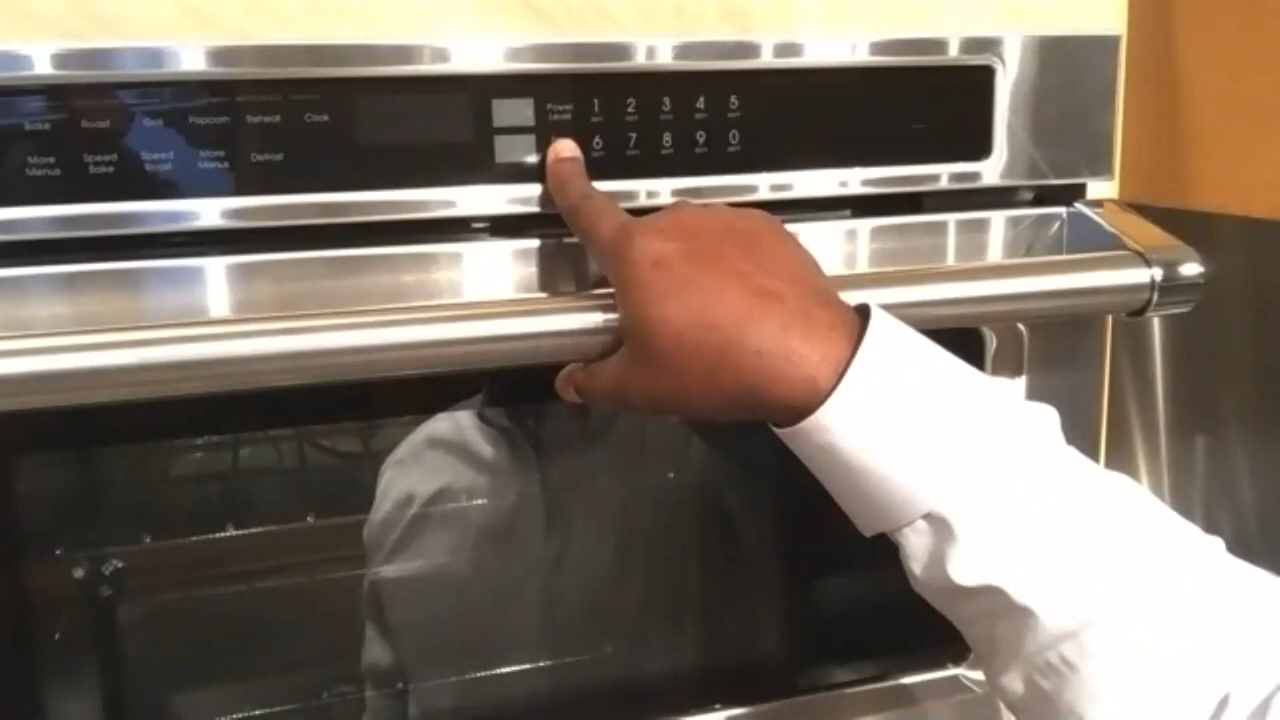 Bake Roast Grill Popcorn Reheat Cook
More Menus Speed Bake Speed Roast More Menus Defrost
Power Level
1 2 3 4 5
6 7 8 9 0